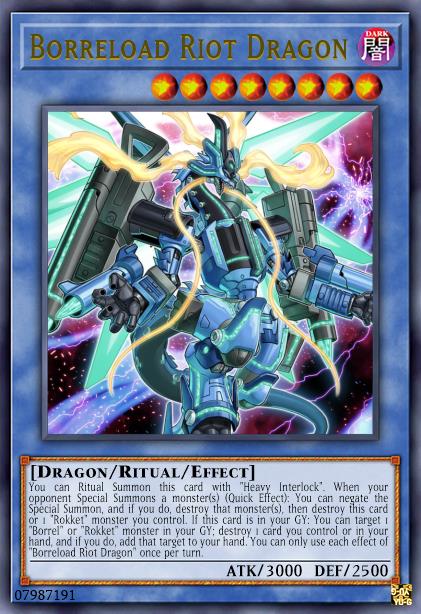 BORRELOAD RIOT DRAGON
DARK
闇
[DRAGON/RITUAL/EFFECT]
You can Ritual Summon this card with "Heavy Interlock". When your
opponent Special Summons a monster(s) (Quick Effect): You can negate the
Special Summon, and if you do, destroy that monster(s), then destroy this card
or 1 "Rokket" monster you control. If this card is in your GY: You can target 1
"Borrel" or "Rokket" monster in your GY; destroy 1 card you control or in your
hand, and if you do, add that target to your hand. You can only use each effect of
"Borreload Riot Dragon" once per turn.
ATK/3000 DEF/2500
07987191